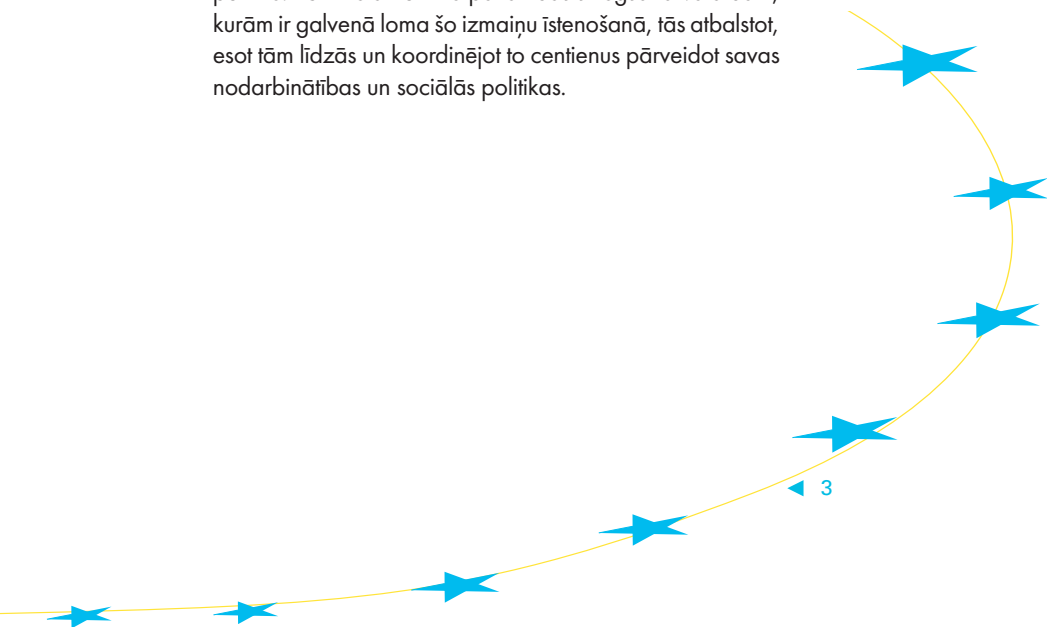 kurām ir galvenā loma šo izmaiņu īstenošanā, tās atbalstot,
esot tām līdzās un koordinējot to centienus pārveidot savas
nodarbinātības un sociālās politikas.
3